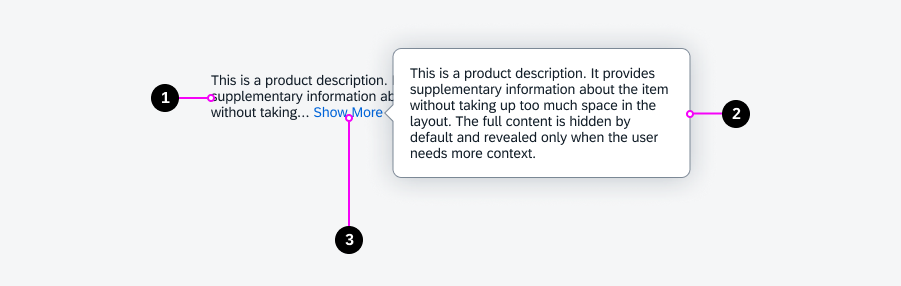 This is a product description.
supplementary information ab
without taking... Show More
This is a product description. It provides
supplementary information about the item
without taking up too much space in the
layout. The full content is hidden by
default and revealed only when the user
needs more context.
1
2
3